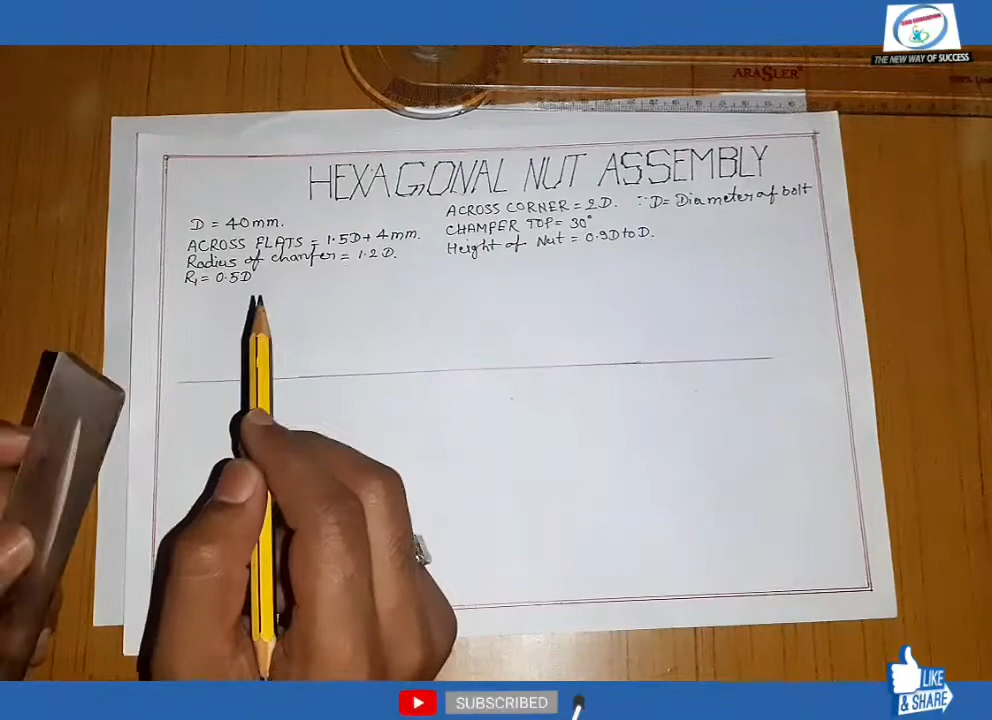 THE NEW WAY OF SUCCESS
ARASLER
HEXAGONAL NUT ASSEMBLY
D = 40mm.
ACROSS FLATS = 1.5D+4mm.
Radius of chanfer = 1.2D.
R1 = 0.5D
ACROSS CORNER = 2D. ∵D= Diameter of bolt
CHAMPER TOP = 30°
Height of Nut = 0.9D to D.
SUBSCRIBED
LIKE
& SHARE